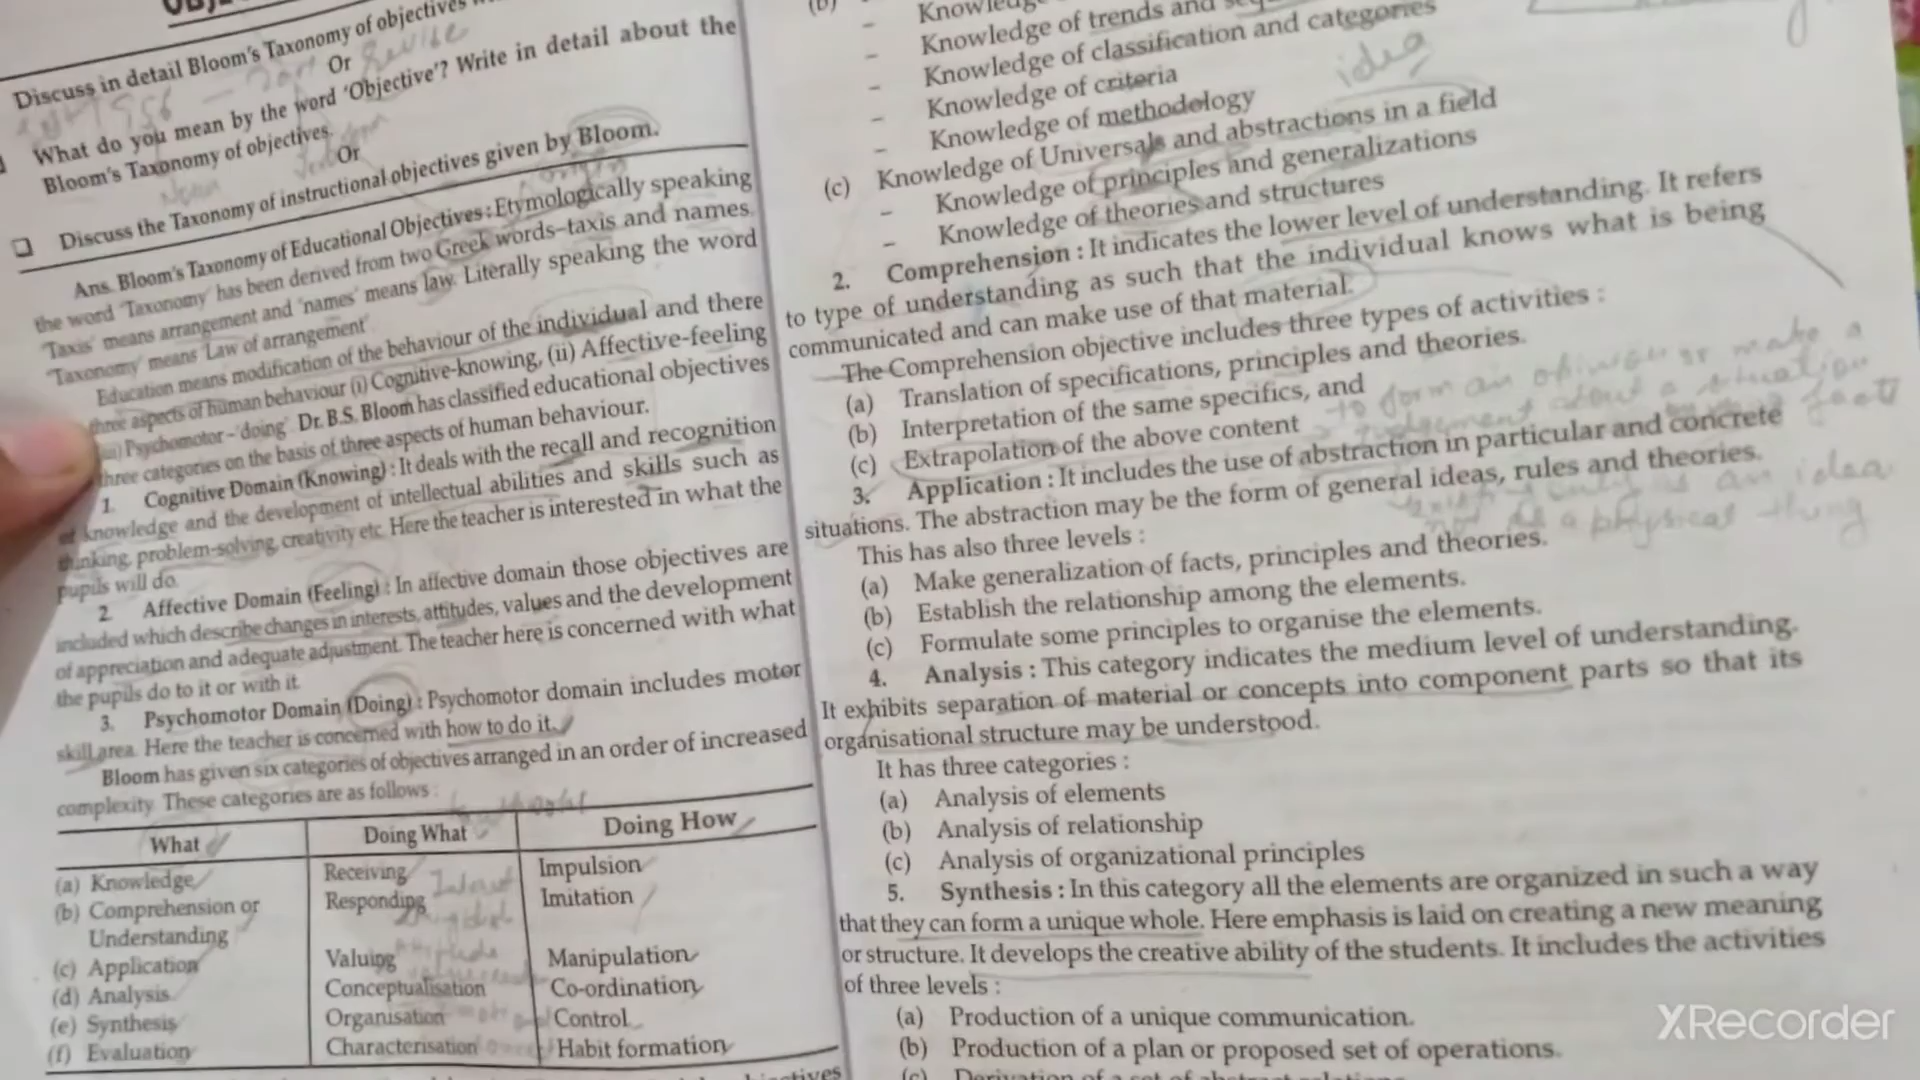 Discuss in detail Bloom's Taxonomy of objectives
Or
What do you mean by the word 'Objective'? Write in detail about the
Bloom's Taxonomy of objectives.
Or
Discuss the Taxonomy of instructional objectives given by Bloom.
Ans. Bloom's Taxonomy of Educational Objectives : Etymologically speaking
the word 'Taxonomy' has been derived from two Greek words–taxis and names.
'Taxis' means arrangement and 'names' means law. Literally speaking the word
'Taxonomy' means 'Law of arrangement'.
Education means modification of the behaviour of the individual and there
three aspects of human behaviour (i) Cognitive-knowing, (ii) Affective-feeling
Psychomotor–'doing' Dr. B.S. Bloom has classified educational objectives
three categories on the basis of three aspects of human behaviour.
1. Cognitive Domain (Knowing) : It deals with the recall and recognition
of knowledge and the development of intellectual abilities and skills such as
thinking, problem-solving, creativity etc. Here the teacher is interested in what the
pupils will do.
2. Affective Domain (Feeling) : In affective domain those objectives are
included which describe changes in interests, attitudes, values and the development
of appreciation and adequate adjustment. The teacher here is concerned with what
the pupils do to it or with it.
3. Psychomotor Domain (Doing) : Psychomotor domain includes motor
skill area. Here the teacher is concerned with how to do it.
Bloom has given six categories of objectives arranged in an order of increased
complexity. These categories are as follows :
What Doing What Doing How
(a) Knowledge Receiving Impulsion
(b) Comprehension or Responding Imitation
Understanding
(c) Application Valuing Manipulation
(d) Analysis Conceptualisation Co-ordination
(e) Synthesis Organisation Control
(f) Evaluation Characterisation Habit formation
(b)
– Knowledge of trends and
– Knowledge of classification and categories
– Knowledge of criteria
– Knowledge of methodology
idea
(c) Knowledge of Universals and abstractions in a field
– Knowledge of principles and generalizations
– Knowledge of theories and structures
2. Comprehension : It indicates the lower level of understanding. It refers
to type of understanding as such that the individual knows what is being
communicated and can make use of that material.
The Comprehension objective includes three types of activities :
(a) Translation of specifications, principles and theories.
(b) Interpretation of the same specifics, and
(c) Extrapolation of the above content
to form an opinion or make a
judgement about a situation
3. Application : It includes the use of abstraction in particular and concrete
situations. The abstraction may be the form of general ideas, rules and theories.
as an idea
not as a physical thing
This has also three levels :
(a) Make generalization of facts, principles and theories.
(b) Establish the relationship among the elements.
(c) Formulate some principles to organise the elements.
4. Analysis : This category indicates the medium level of understanding.
It exhibits separation of material or concepts into component parts so that its
organisational structure may be understood.
It has three categories :
(a) Analysis of elements
(b) Analysis of relationship
(c) Analysis of organizational principles
5. Synthesis : In this category all the elements are organized in such a way
that they can form a unique whole. Here emphasis is laid on creating a new meaning
or structure. It develops the creative ability of the students. It includes the activities
of three levels :
(a) Production of a unique communication.
(b) Production of a plan or proposed set of operations.
XRecorder